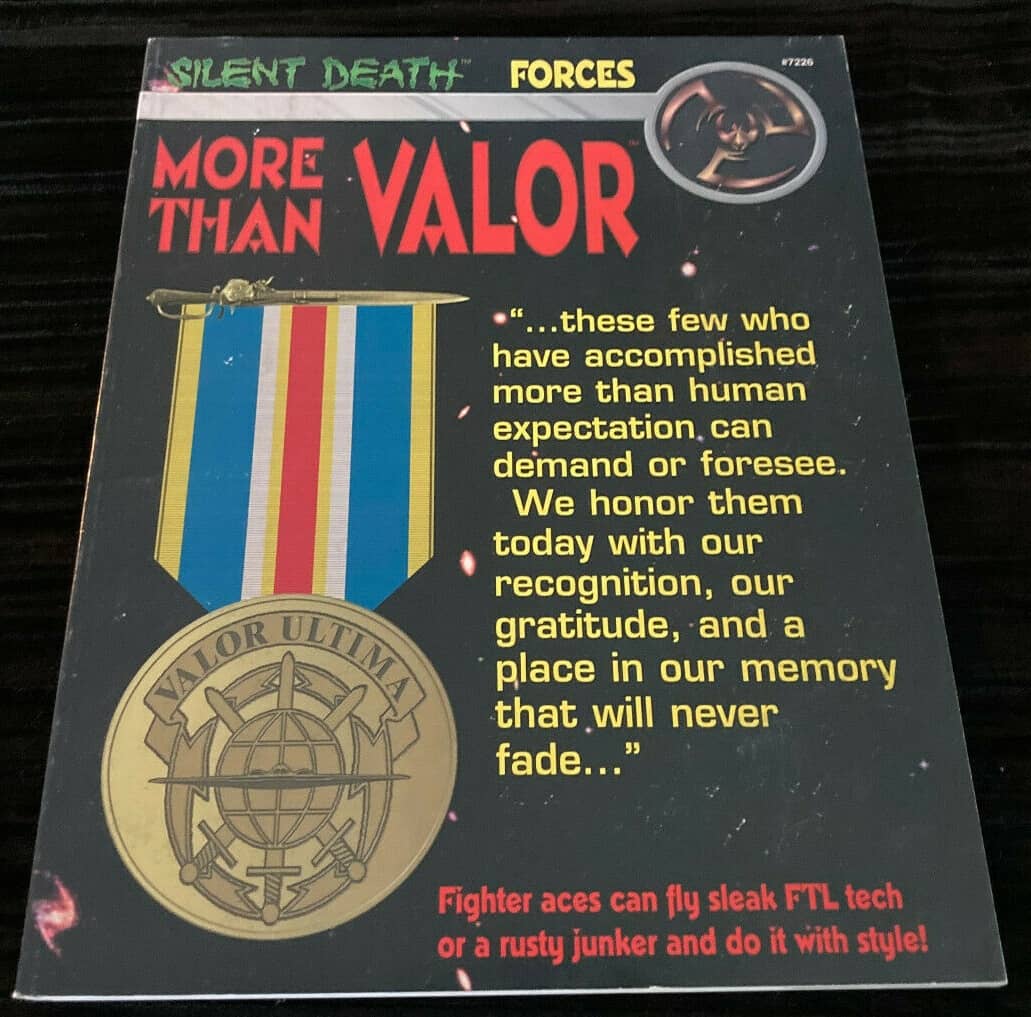 SILENT DEATH™ FORCES
#7226
MORE
THAN
VALOR™
“...these few who
have accomplished
more than human
expectation can
demand or foresee.
We honor them
today with our
recognition, our
gratitude, and a
place in our memory
that will never
fade...”
VALOR ULTIMA
Fighter aces can fly sleak FTL tech
or a rusty junker and do it with style!